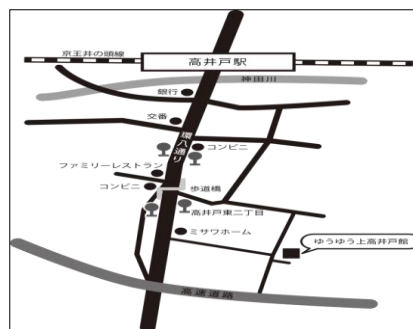 高井戸駅
京王井の頭線
神田川
銀行
交番
環八通り
コンビニ
ファミリーレストラン
コンビニ
歩道橋
高井戸東二丁目
ミサワホーム
ゆうゆう上高井戸館
高速道路